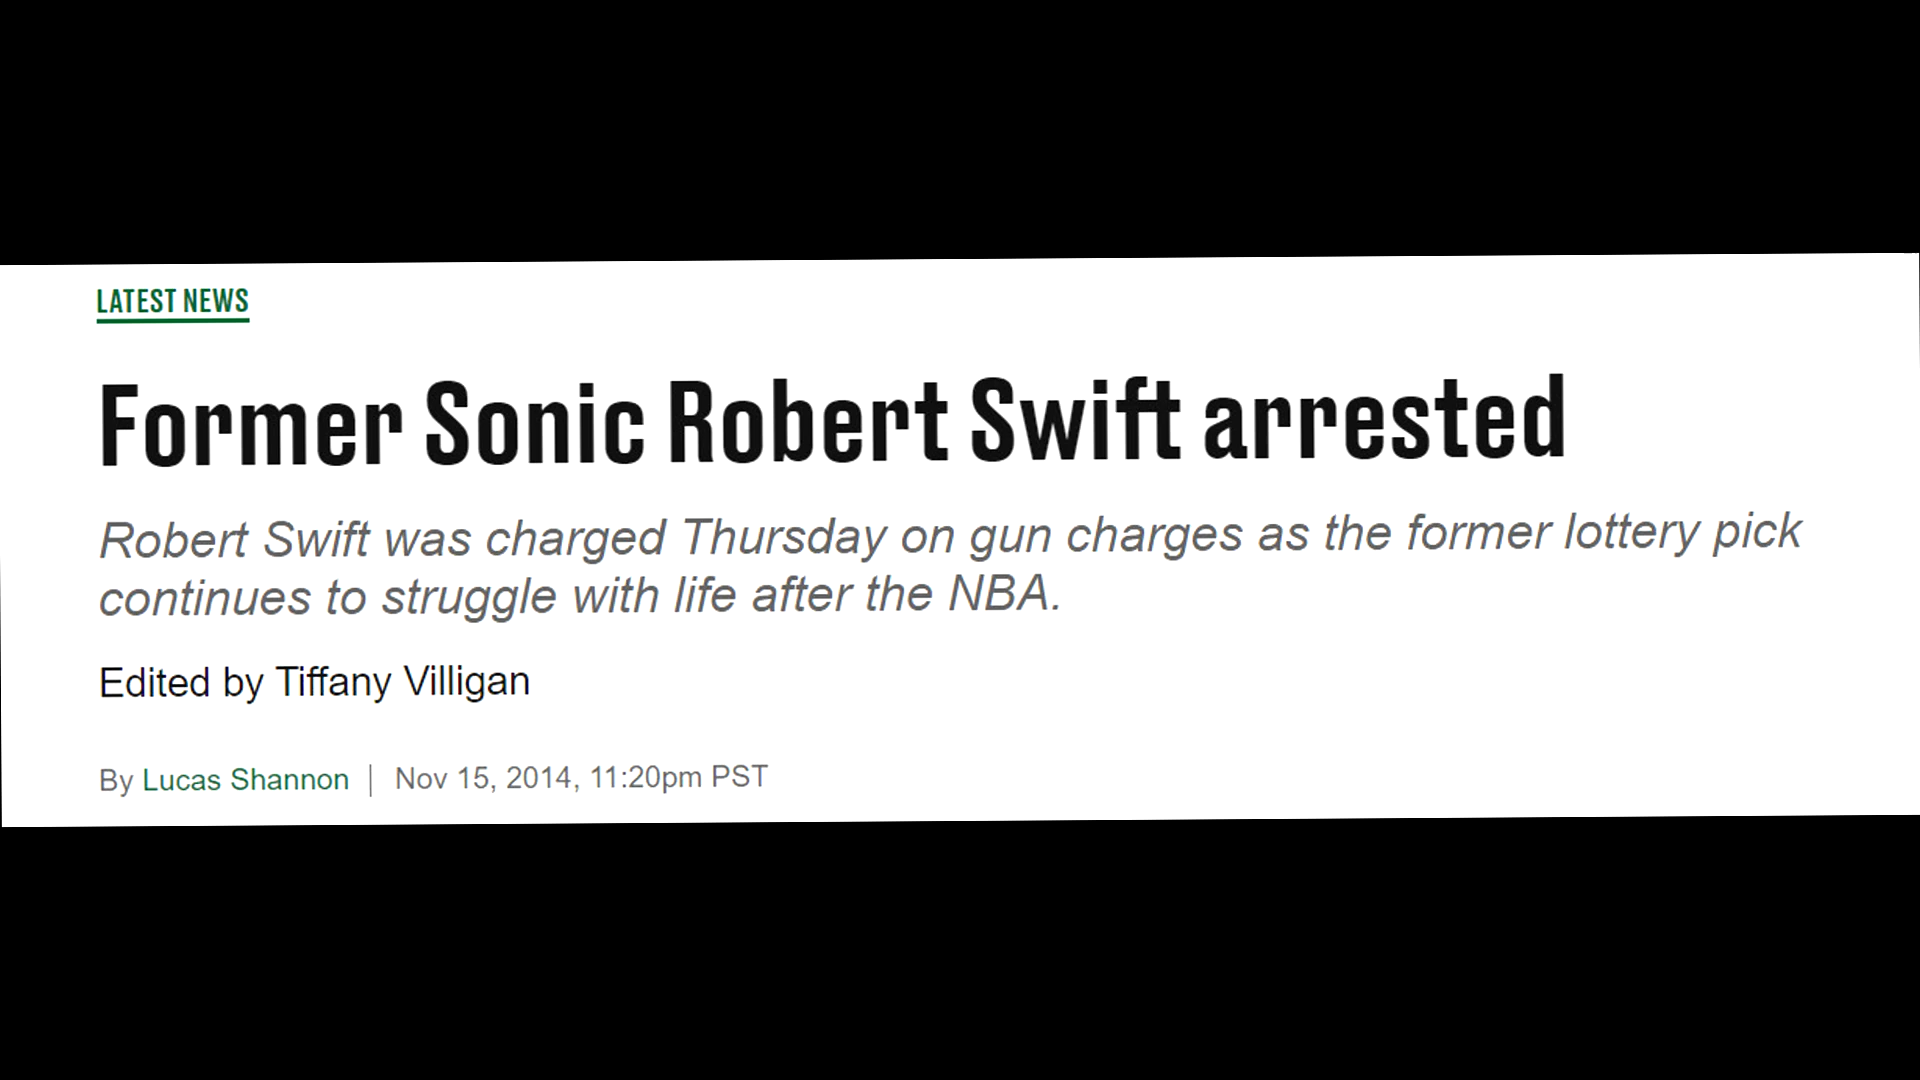 LATEST NEWS
Former Sonic Robert Swift arrested
Robert Swift was charged Thursday on gun charges as the former lottery pick
continues to struggle with life after the NBA.
Edited by Tiffany Villigan
By Lucas Shannon | Nov 15, 2014, 11:20pm PST